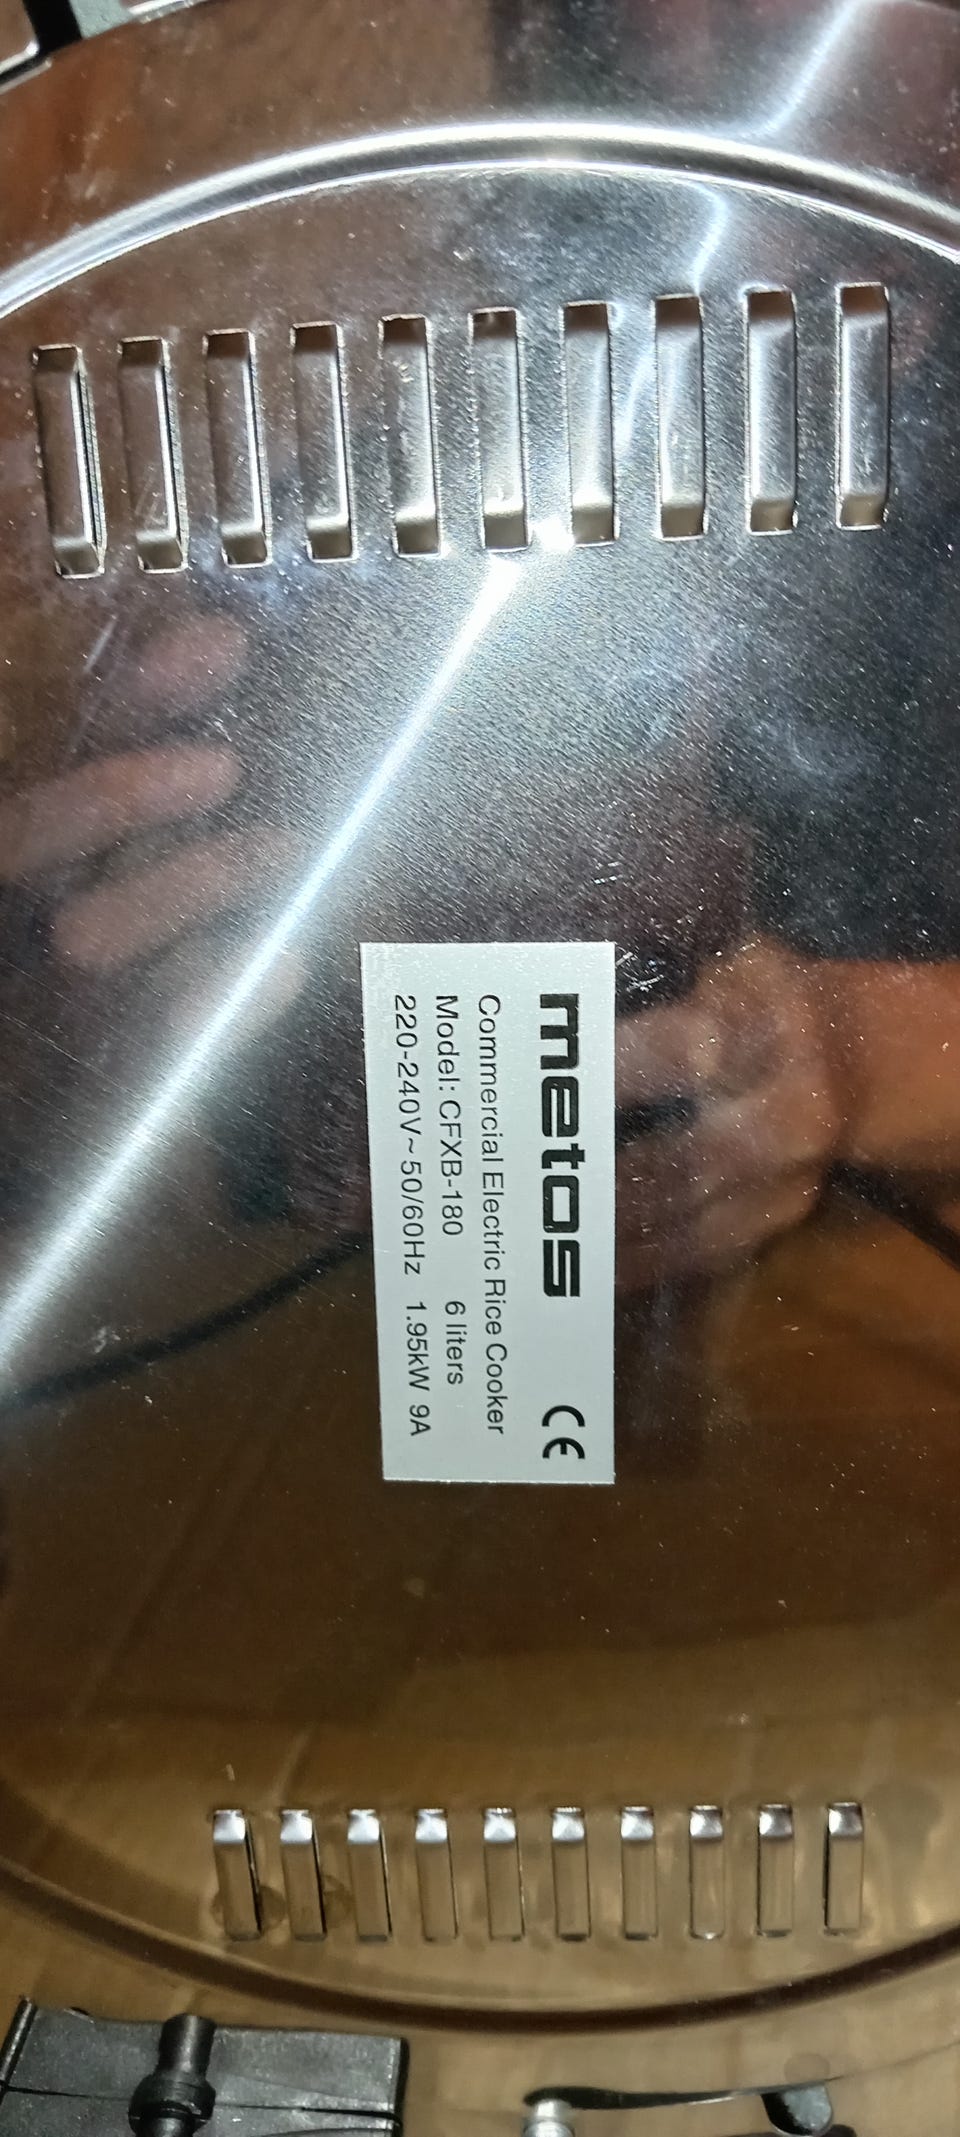 metos CE
Commercial Electric Rice Cooker
Model: CFXB-180 6 liters
220-240V~50/60Hz 1.95kW 9A